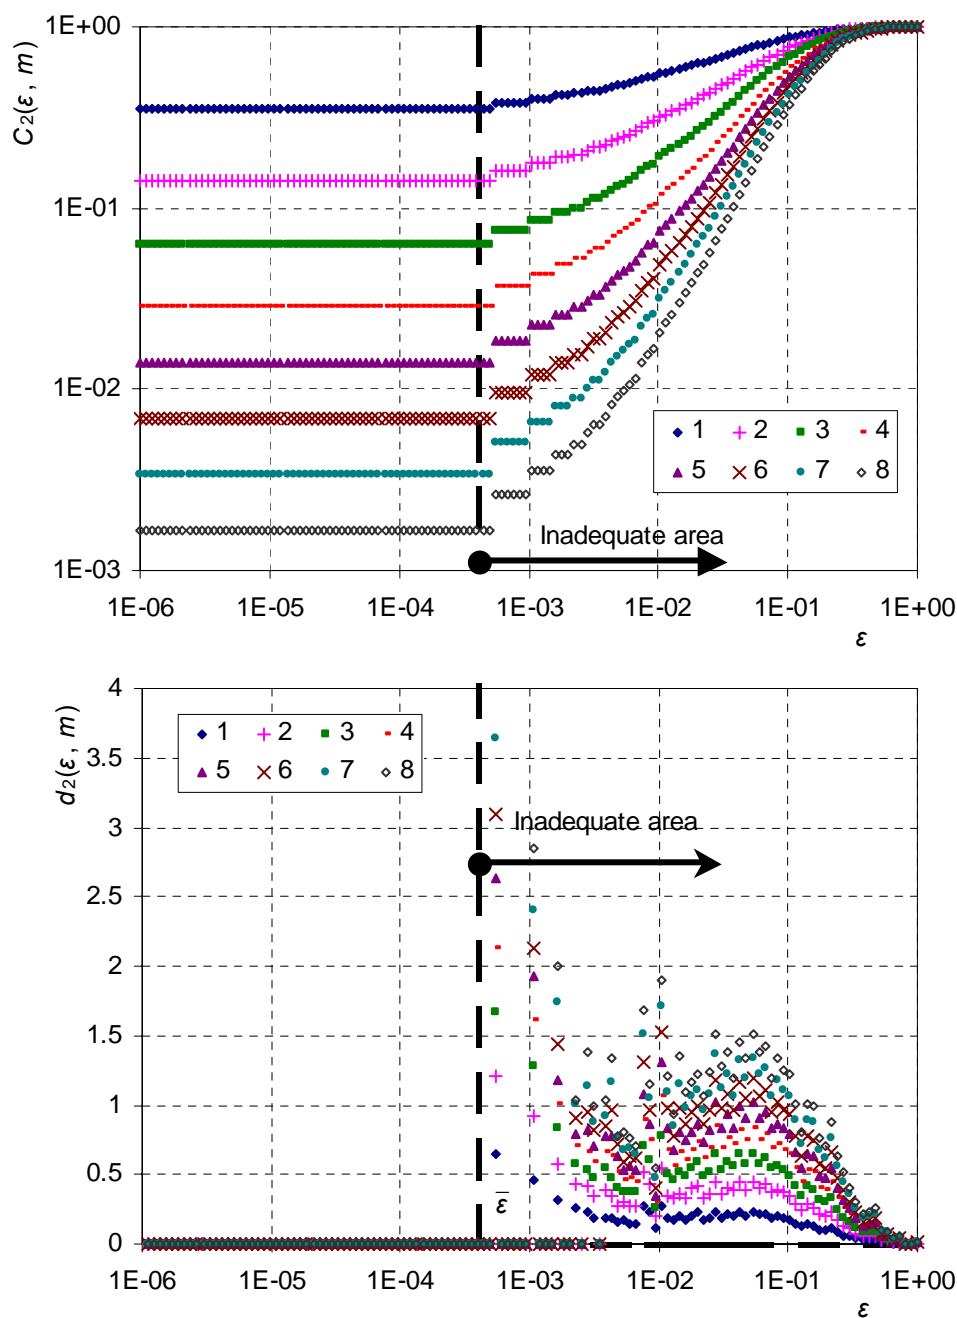 C₂(ε, m)
1E+00
1E-01
1E-02
1E-03
1 2 3 4
5 6 7 8
Inadequate area
1E-06 1E-05 1E-04 1E-03 1E-02 1E-01 1E+00
ε
d₂(ε, m)
4
3.5
3
2.5
2
1.5
1
0.5
0
1 2 3 4
5 6 7 8
Inadequate area
ε̅
1E-06 1E-05 1E-04 1E-03 1E-02 1E-01 1E+00
ε